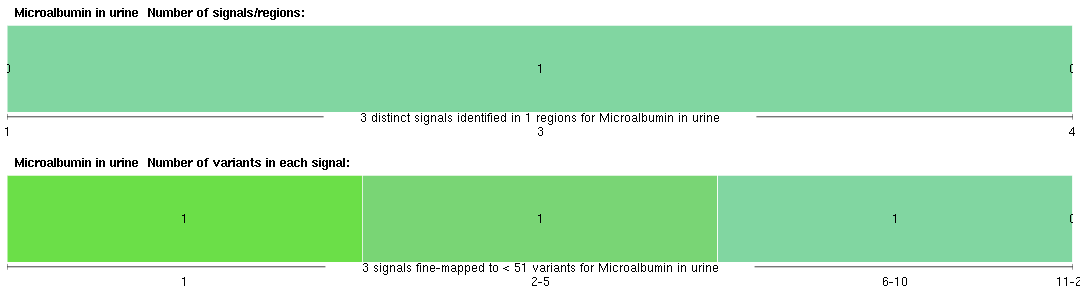 Microalbumin in urine Number of signals/regions:
0 1 0
3 distinct signals identified in 1 regions for Microalbumin in urine
1 3 4
Microalbumin in urine Number of variants in each signal:
1 1 1 0
3 signals fine-mapped to < 51 variants for Microalbumin in urine
1 2-5 6-10 11-2